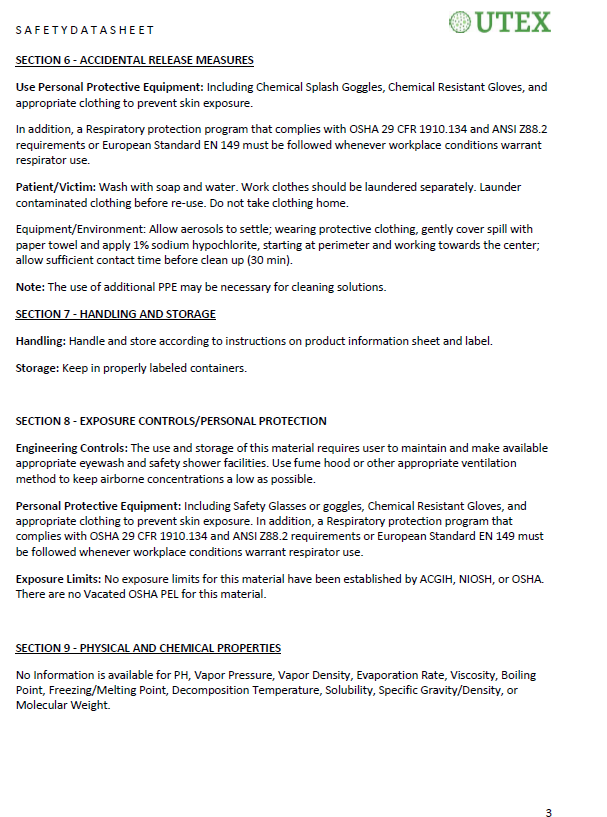 SAFETYDATASHEET
UTEX
SECTION 6 - ACCIDENTAL RELEASE MEASURES
Use Personal Protective Equipment: Including Chemical Splash Goggles, Chemical Resistant Gloves, and
appropriate clothing to prevent skin exposure.
In addition, a Respiratory protection program that complies with OSHA 29 CFR 1910.134 and ANSI Z88.2
requirements or European Standard EN 149 must be followed whenever workplace conditions warrant
respirator use.
Patient/Victim: Wash with soap and water. Work clothes should be laundered separately. Launder
contaminated clothing before re-use. Do not take clothing home.
Equipment/Environment: Allow aerosols to settle; wearing protective clothing, gently cover spill with
paper towel and apply 1% sodium hypochlorite, starting at perimeter and working towards the center;
allow sufficient contact time before clean up (30 min).
Note: The use of additional PPE may be necessary for cleaning solutions.
SECTION 7 - HANDLING AND STORAGE
Handling: Handle and store according to instructions on product information sheet and label.
Storage: Keep in properly labeled containers.
SECTION 8 - EXPOSURE CONTROLS/PERSONAL PROTECTION
Engineering Controls: The use and storage of this material requires user to maintain and make available
appropriate eyewash and safety shower facilities. Use fume hood or other appropriate ventilation
method to keep airborne concentrations a low as possible.
Personal Protective Equipment: Including Safety Glasses or goggles, Chemical Resistant Gloves, and
appropriate clothing to prevent skin exposure. In addition, a Respiratory protection program that
complies with OSHA 29 CFR 1910.134 and ANSI Z88.2 requirements or European Standard EN 149 must
be followed whenever workplace conditions warrant respirator use.
Exposure Limits: No exposure limits for this material have been established by ACGIH, NIOSH, or OSHA.
There are no Vacated OSHA PEL for this material.
SECTION 9 - PHYSICAL AND CHEMICAL PROPERTIES
No Information is available for PH, Vapor Pressure, Vapor Density, Evaporation Rate, Viscosity, Boiling
Point, Freezing/Melting Point, Decomposition Temperature, Solubility, Specific Gravity/Density, or
Molecular Weight.
3